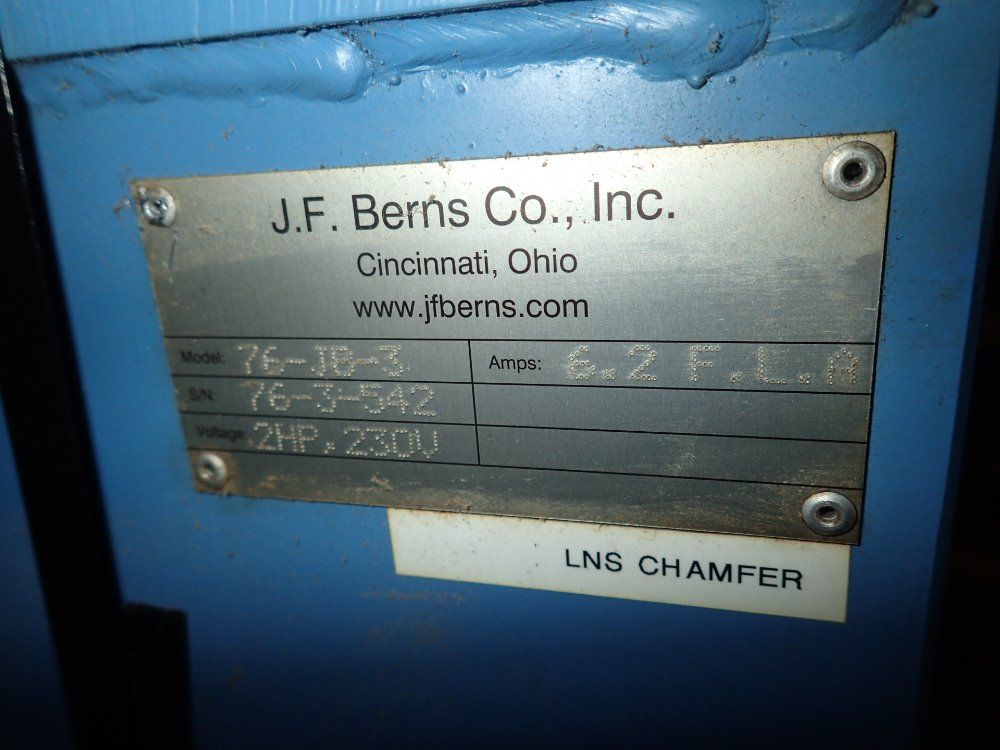 J.F. Berns Co., Inc.
Cincinnati, Ohio
www.jfberns.com
Model: 76-JB-3 Amps: 6.2 F.L.A
S/N: 76-3-542
Voltage: 2HP.230V
LNS CHAMFER